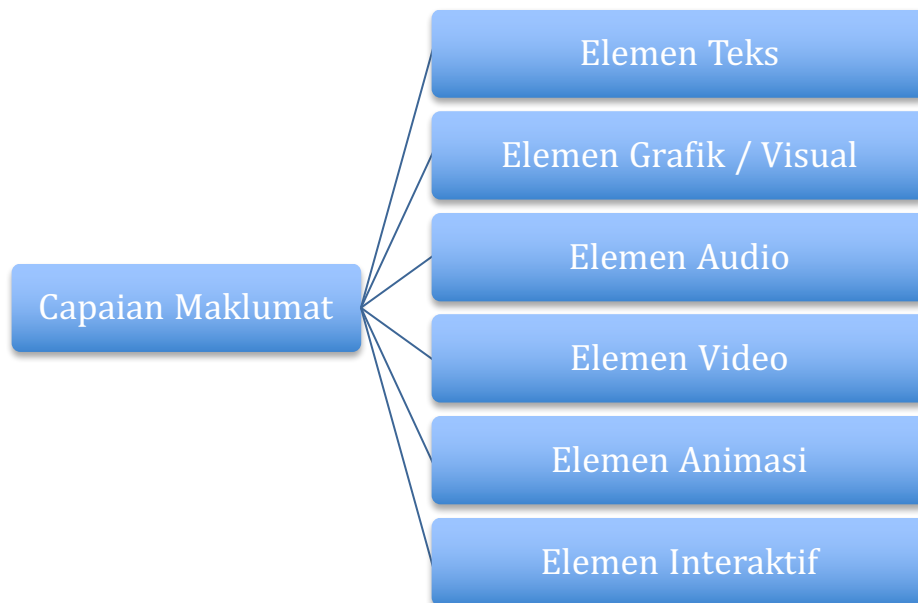 Capaian Maklumat
Elemen Teks
Elemen Grafik / Visual
Elemen Audio
Elemen Video
Elemen Animasi
Elemen Interaktif